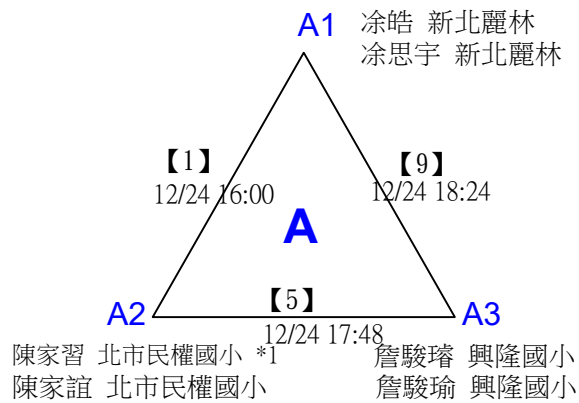 A1
凃皓 新北麗林
凃思宇 新北麗林
【1】
12/24 16:00
【9】
12/24 18:24
A
【5】
12/24 17:48
A2
A3
陳家習 北市民權國小 *1
陳家誼 北市民權國小
詹駿璿 興隆國小
詹駿瑜 興隆國小